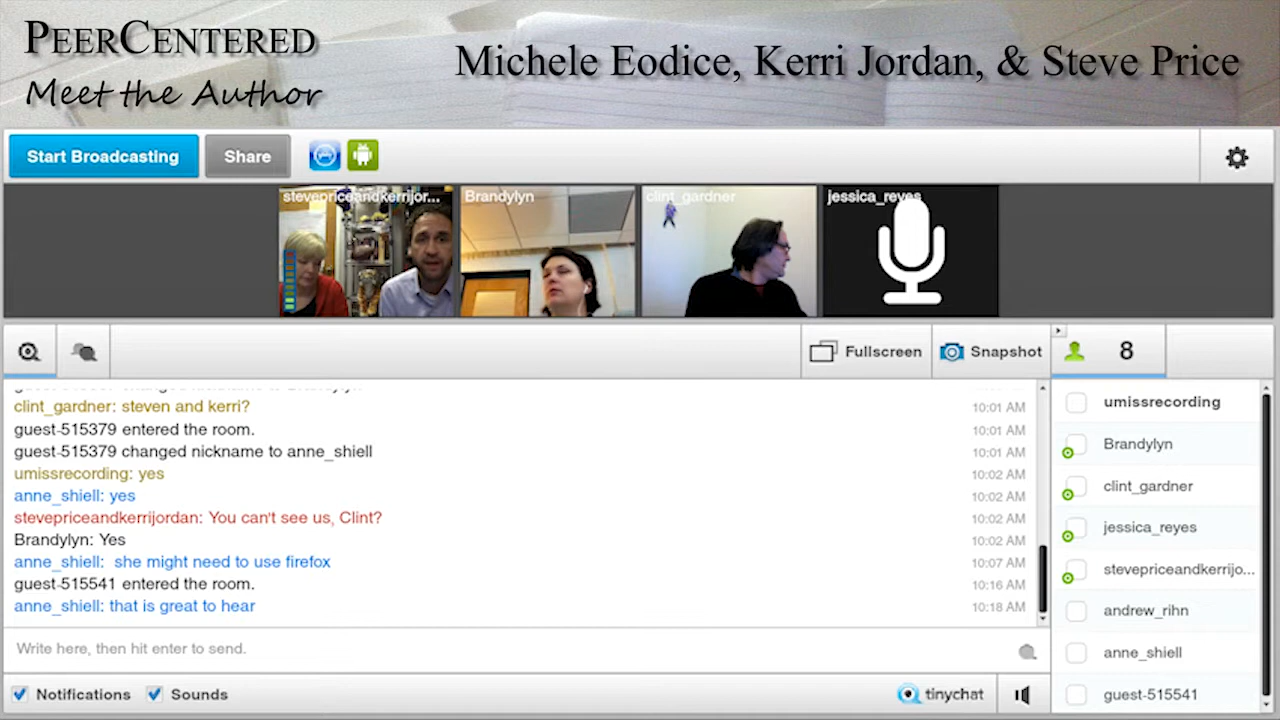 PEERCENTERED
Meet the Author
Michele Eodice, Kerri Jordan, & Steve Price
Start Broadcasting
Share
stevepriceandkerrijor...
Brandylyn
clint_gardner
jessica_reyes
Fullscreen
Snapshot
8
clint_gardner: steven and kerri?
10:01 AM
guest-515379 entered the room.
10:01 AM
guest-515379 changed nickname to anne_shiell
10:01 AM
umissrecording: yes
10:02 AM
anne_shiell: yes
10:02 AM
stevepriceandkerrijordan: You can't see us, Clint?
10:02 AM
Brandylyn: Yes
10:02 AM
anne_shiell: she might need to use firefox
10:07 AM
guest-515541 entered the room.
10:16 AM
anne_shiell: that is great to hear
10:18 AM
umissrecording
Brandylyn
clint_gardner
jessica_reyes
stevepriceandkerrijo...
andrew_rihn
anne_shiell
guest-515541
Write here, then hit enter to send.
Notifications
Sounds
tinychat